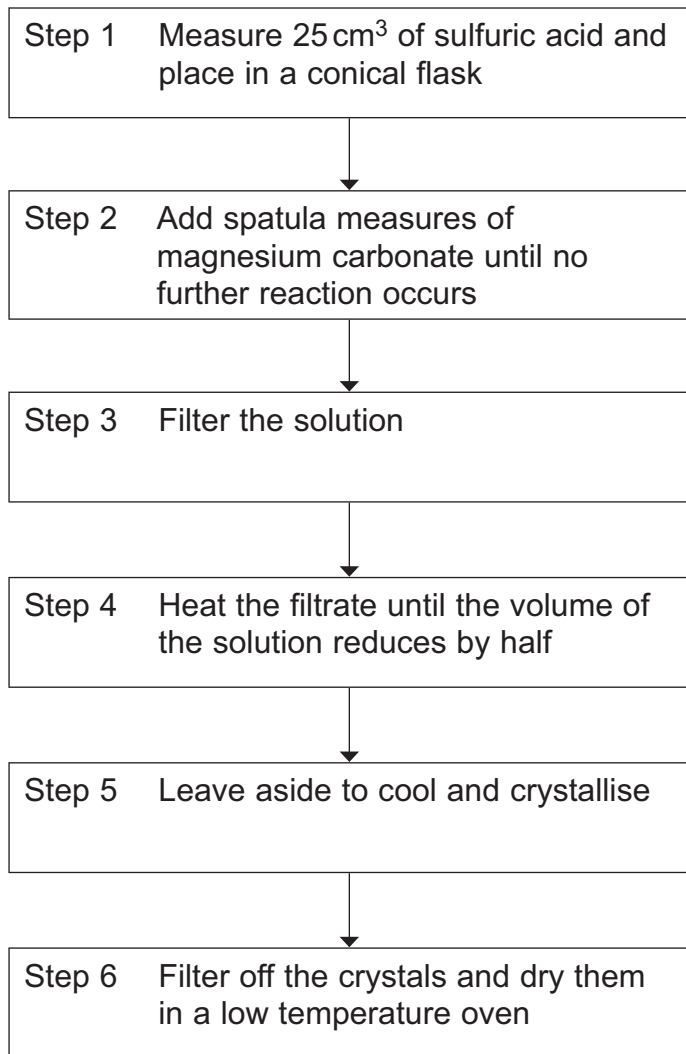 Step 1 Measure 25 cm³ of sulfuric acid and
place in a conical flask
Step 2 Add spatula measures of
magnesium carbonate until no
further reaction occurs
Step 3 Filter the solution
Step 4 Heat the filtrate until the volume of
the solution reduces by half
Step 5 Leave aside to cool and crystallise
Step 6 Filter off the crystals and dry them
in a low temperature oven